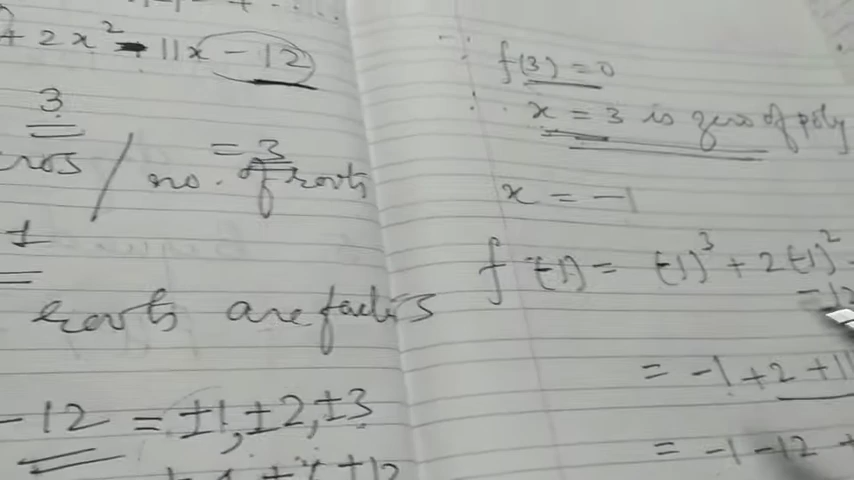 + 2x² - 11x - 12
3
no. of roots = 3
1
roots are factors
-12 = ±1, ±2, ±3
∵ f(3) = 0
∴ x = 3 is zero of poly
x = -1
f(-1) = (-1)³ + 2(-1)²
-12
= -1 + 2 + 11
= -1 - 12 +